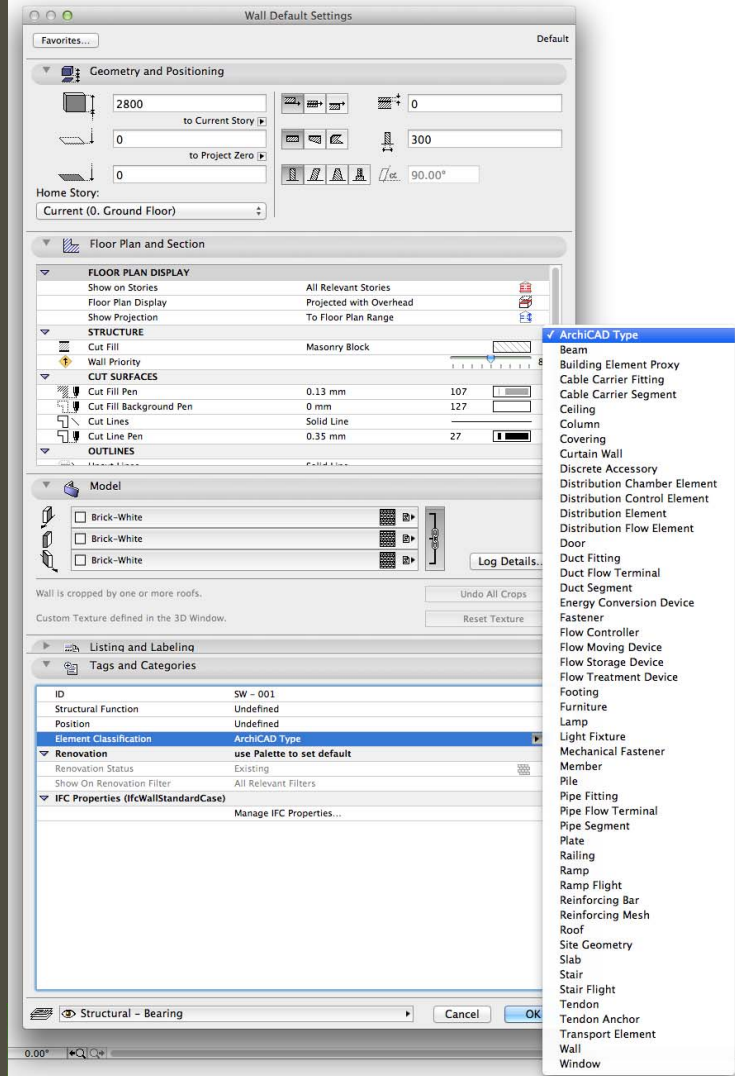 Wall Default Settings
Favorites...
Default
Geometry and Positioning
2800
to Current Story
0
to Project Zero
0
Home Story:
Current (0. Ground Floor)
0
300
α 90.00°
Floor Plan and Section
FLOOR PLAN DISPLAY
Show on Stories All Relevant Stories
Floor Plan Display Projected with Overhead
Show Projection To Floor Plan Range
STRUCTURE
Cut Fill Masonry Block
Wall Priority 8
CUT SURFACES
Cut Fill Pen 0.13 mm 107
Cut Fill Background Pen 0 mm 127
Cut Lines Solid Line
Cut Line Pen 0.35 mm 27
OUTLINES
Model
Brick-White
Brick-White
Brick-White
Log Details...
Wall is cropped by one or more roofs.
Undo All Crops
Custom Texture defined in the 3D Window.
Reset Texture
Listing and Labeling
Tags and Categories
ID SW - 001
Structural Function Undefined
Position Undefined
Element Classification ArchiCAD Type
Renovation use Palette to set default
Renovation Status Existing
Show On Renovation Filter All Relevant Filters
IFC Properties (IfcWallStandardCase)
Manage IFC Properties...
Structural - Bearing
Cancel
OK
0.00°
✓ ArchiCAD Type
Beam
Building Element Proxy
Cable Carrier Fitting
Cable Carrier Segment
Ceiling
Column
Covering
Curtain Wall
Discrete Accessory
Distribution Chamber Element
Distribution Control Element
Distribution Element
Distribution Flow Element
Door
Duct Fitting
Duct Flow Terminal
Duct Segment
Energy Conversion Device
Fastener
Flow Controller
Flow Moving Device
Flow Storage Device
Flow Treatment Device
Footing
Furniture
Lamp
Light Fixture
Mechanical Fastener
Member
Pile
Pipe Fitting
Pipe Flow Terminal
Pipe Segment
Plate
Railing
Ramp
Ramp Flight
Reinforcing Bar
Reinforcing Mesh
Roof
Site Geometry
Slab
Stair
Stair Flight
Tendon
Tendon Anchor
Transport Element
Wall
Window